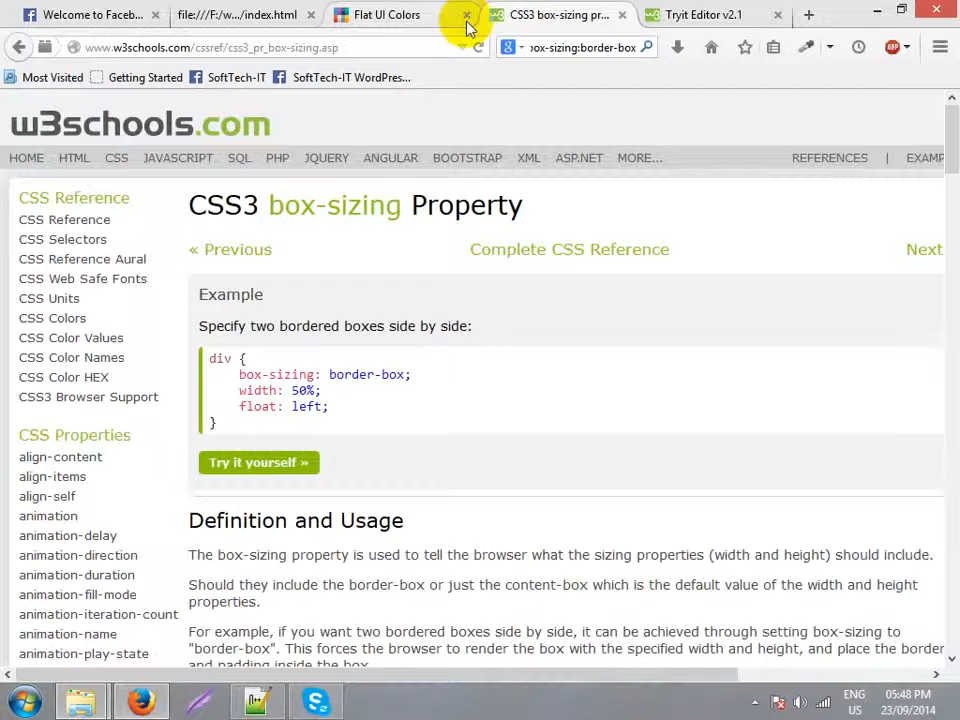 Welcome to Faceb...
file:///F:/w.../index.html
Flat UI Colors
CSS3 box-sizing pr...
Tryit Editor v2.1
www.w3schools.com/cssref/css3_pr_box-sizing.asp
box-sizing:border-box
Most Visited
Getting Started
SoftTech-IT
SoftTech-IT WordPres...
w3schools.com
HOME HTML CSS JAVASCRIPT SQL PHP JQUERY ANGULAR BOOTSTRAP XML ASP.NET MORE... REFERENCES | EXAMP
CSS Reference
CSS Reference
CSS Selectors
CSS Reference Aural
CSS Web Safe Fonts
CSS Units
CSS Colors
CSS Color Values
CSS Color Names
CSS Color HEX
CSS3 Browser Support
CSS Properties
align-content
align-items
align-self
animation
animation-delay
animation-direction
animation-duration
animation-fill-mode
animation-iteration-count
animation-name
animation-play-state
CSS3 box-sizing Property
« Previous
Complete CSS Reference
Next
Example
Specify two bordered boxes side by side:
div {
box-sizing: border-box;
width: 50%;
float: left;
}
Try it yourself »
Definition and Usage
The box-sizing property is used to tell the browser what the sizing properties (width and height) should include.
Should they include the border-box or just the content-box which is the default value of the width and height
properties.
For example, if you want two bordered boxes side by side, it can be achieved through setting box-sizing to
"border-box". This forces the browser to render the box with the specified width and height, and place the border
and padding inside the box.
ENG
US
05:48 PM
23/09/2014